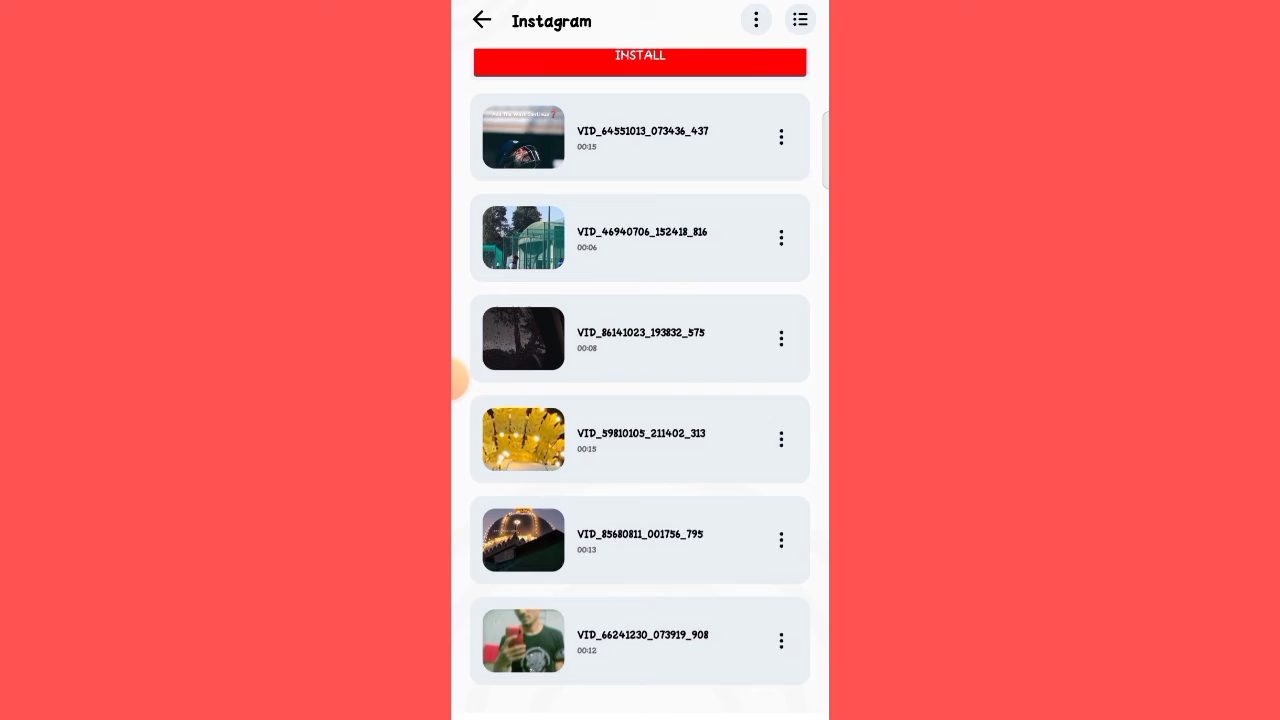 Instagram
INSTALL
VID_64551013_073436_437
00:15
VID_46940706_152418_816
00:06
VID_86141023_193832_575
00:08
VID_59810105_211402_313
00:15
VID_85680811_001756_795
00:13
VID_66241230_073919_908
00:12